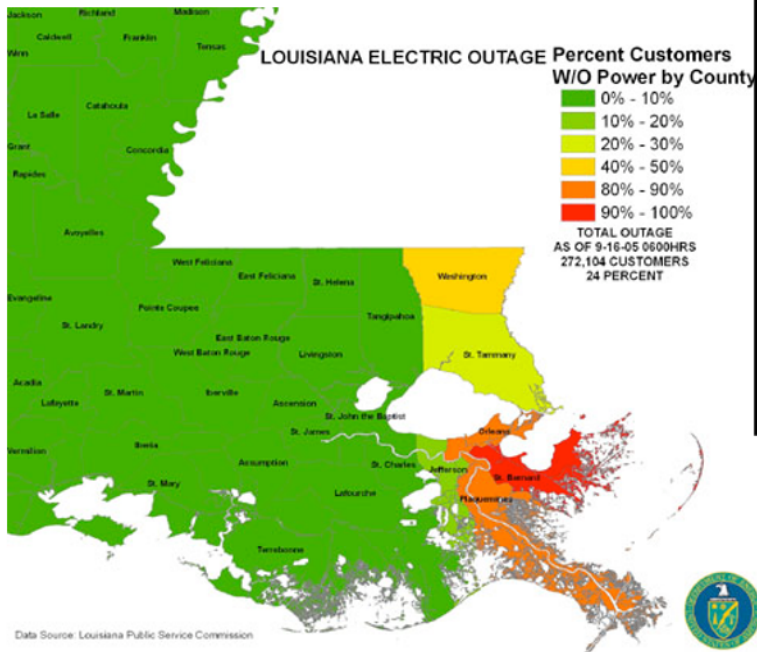 Jackson
Richland
Madison
Caldwell
Franklin
Winn
Tensas
LOUISIANA ELECTRIC OUTAGE
Percent Customers
W/O Power by County
0% - 10%
10% - 20%
20% - 30%
40% - 50%
80% - 90%
90% - 100%
TOTAL OUTAGE
AS OF 9-16-05 0600HRS
272,104 CUSTOMERS
24 PERCENT
La Salle
Catahoula
Grant
Concordia
Rapides
Avoyelles
West Feliciana
East Feliciana
St. Helena
Washington
Evangeline
Pointe Coupee
Tangipahoa
St. Landry
East Baton Rouge
West Baton Rouge
Livingston
St. Tammany
Acadia
Lafayette
St. Martin
Iberville
Ascension
St. John the Baptist
St. James
Orleans
Vermilion
Iberia
Assumption
St. Charles
Jefferson
St. Bernard
St. Mary
Lafourche
Plaquemines
Terrebonne
Data Source: Louisiana Public Service Commission